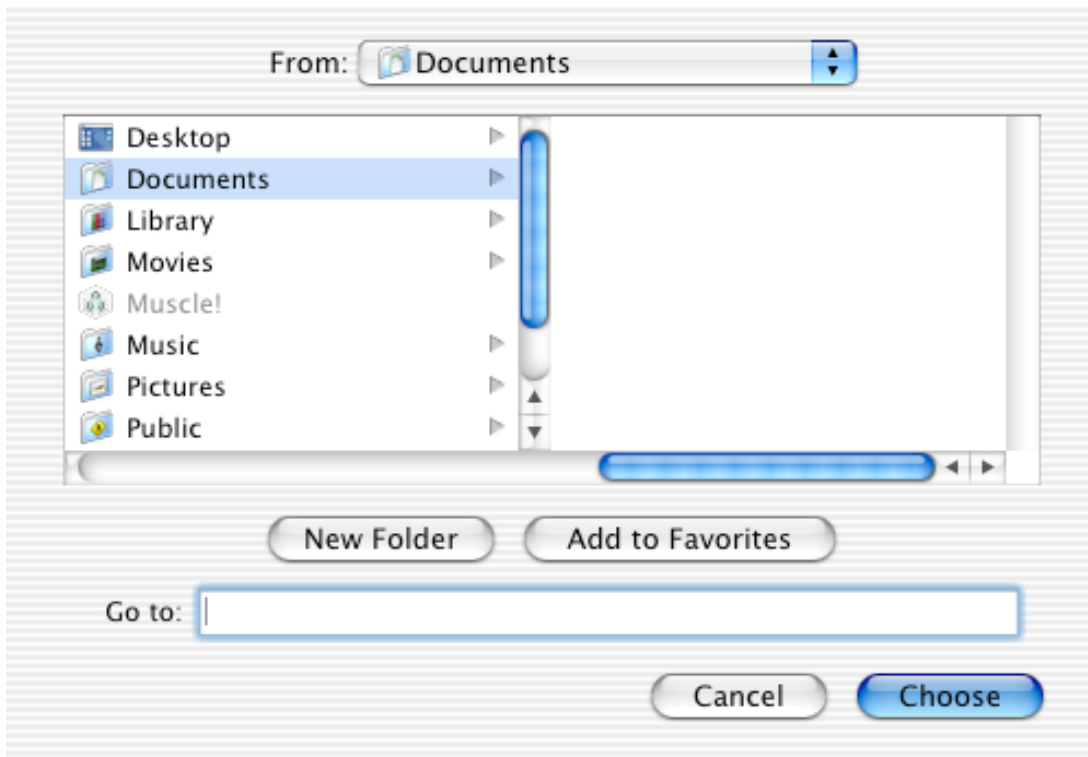 From: Documents
Desktop
Documents
Library
Movies
Muscle!
Music
Pictures
Public
New Folder Add to Favorites
Go to:
Cancel Choose